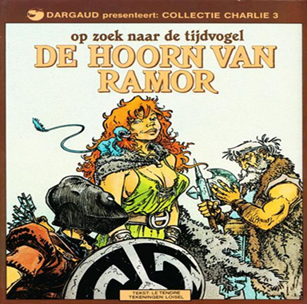 DARGAUD presenteert: COLLECTIE CHARLIE 3
op zoek naar de tijdvogel
DE HOORN VAN
RAMOR
TEKST: LE TENDRE
TEKENINGEN: LOISEL